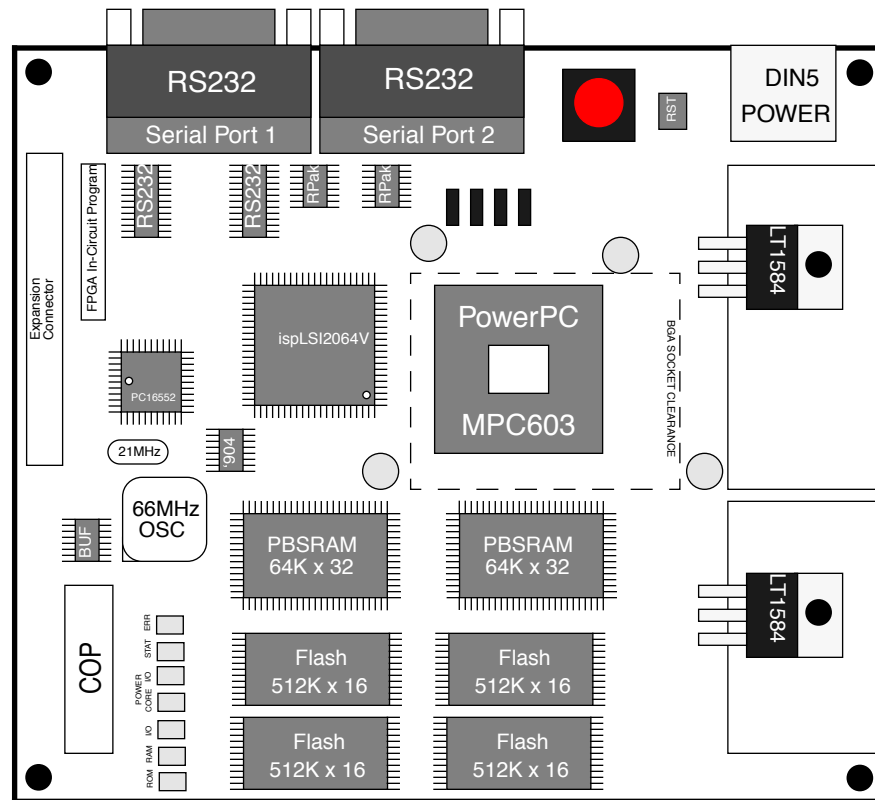 RS232
RS232
DIN5
POWER
RST
Serial Port 1
Serial Port 2
RS232
RS232
RPak
RPak
FPGA In-Circuit Program
Expansion
Connector
LT1584
ispLSI2064V
PowerPC
MPC603
BGA SOCKET CLEARANCE
PC16552
21MHz
'904
66MHz
OSC
BUF
PBSRAM
64K x 32
PBSRAM
64K x 32
LT1584
COP
ERR
STAT
I/O
POWER
CORE
I/O
RAM
ROM
Flash
512K x 16
Flash
512K x 16
Flash
512K x 16
Flash
512K x 16